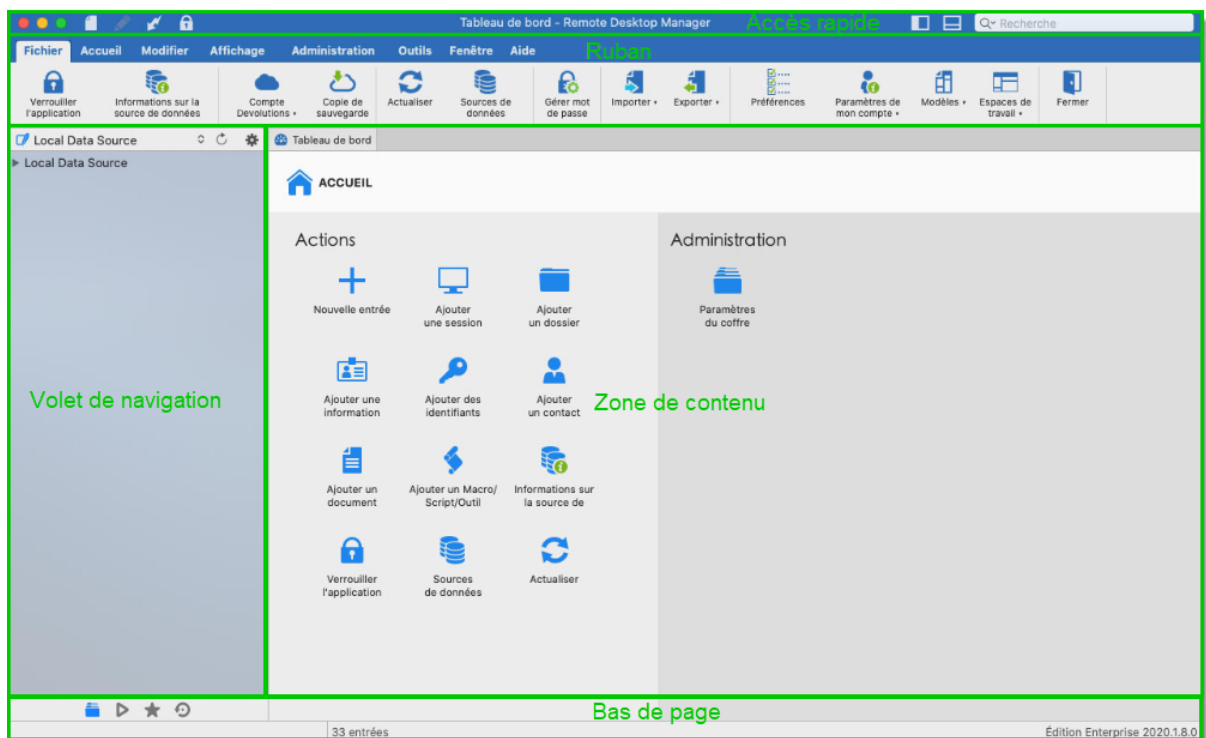 Tableau de bord - Remote Desktop Manager
Accès rapide
Recherche
Fichier Accueil Modifier Affichage Administration Outils Fenêtre Aide
Ruban
Verrouiller
l'application
Informations sur la
source de données
Compte
Devolutions
Copie de
sauvegarde
Actualiser
Sources de
données
Gérer mot
de passe
Importer
Exporter
Préférences
Paramètres de
mon compte
Modèles
Espaces de
travail
Fermer
Local Data Source
Tableau de bord
Local Data Source
ACCUEIL
Actions
Administration
Nouvelle entrée
Ajouter
une session
Ajouter
un dossier
Paramètres
du coffre
Volet de navigation
Ajouter une
information
Ajouter des
identifiants
Ajouter
un contact
Zone de contenu
Ajouter un
document
Ajouter un Macro/
Script/Outil
Informations sur
la source de
Verrouiller
l'application
Sources
de données
Actualiser
Bas de page
33 entrées
Édition Enterprise 2020.1.8.0